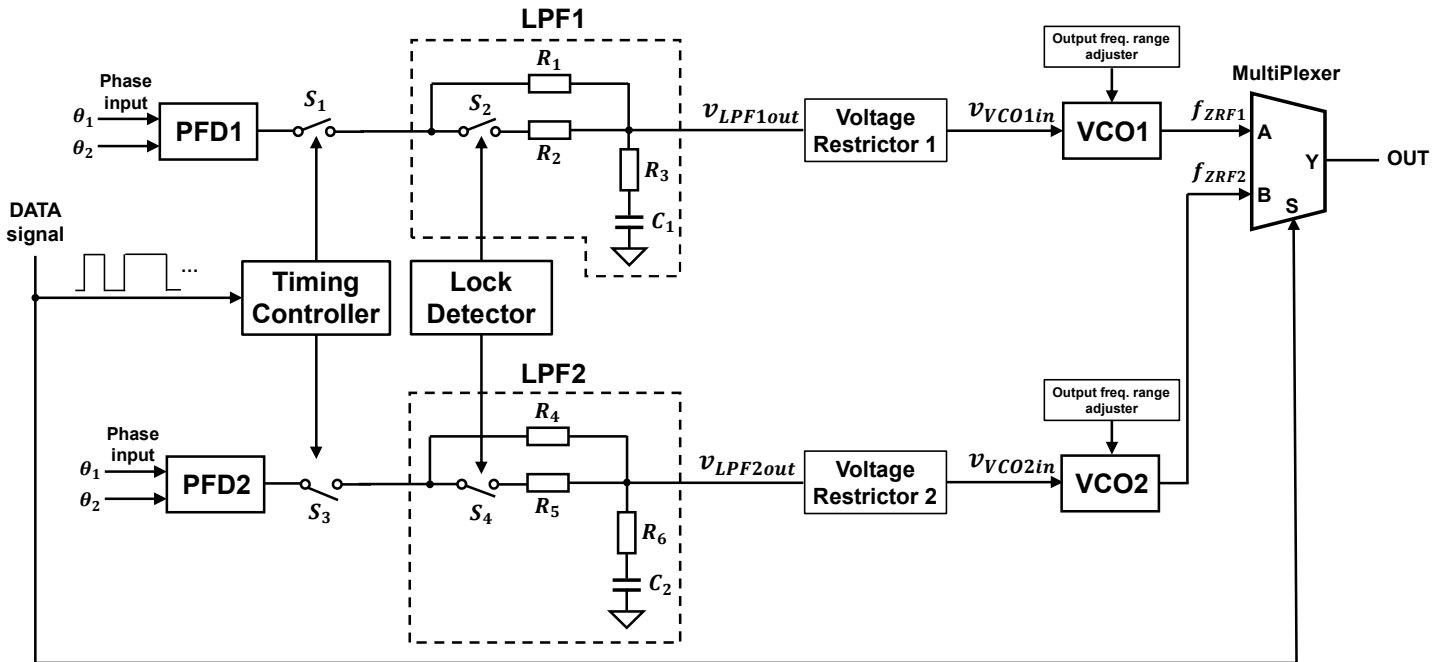 LPF1
Output freq. range
adjuster
MultiPlexer
Phase
input
θ1
θ2
PFD1
S1
S2
R1
R2
R3
C1
vLPF1out
Voltage
Restrictor 1
vVCO1in
VCO1
fZRF1
fZRF2
A
B
Y
S
OUT
DATA
signal
...
Timing
Controller
Lock
Detector
LPF2
Output freq. range
adjuster
Phase
input
θ1
θ2
PFD2
S3
S4
R4
R5
R6
C2
vLPF2out
Voltage
Restrictor 2
vVCO2in
VCO2